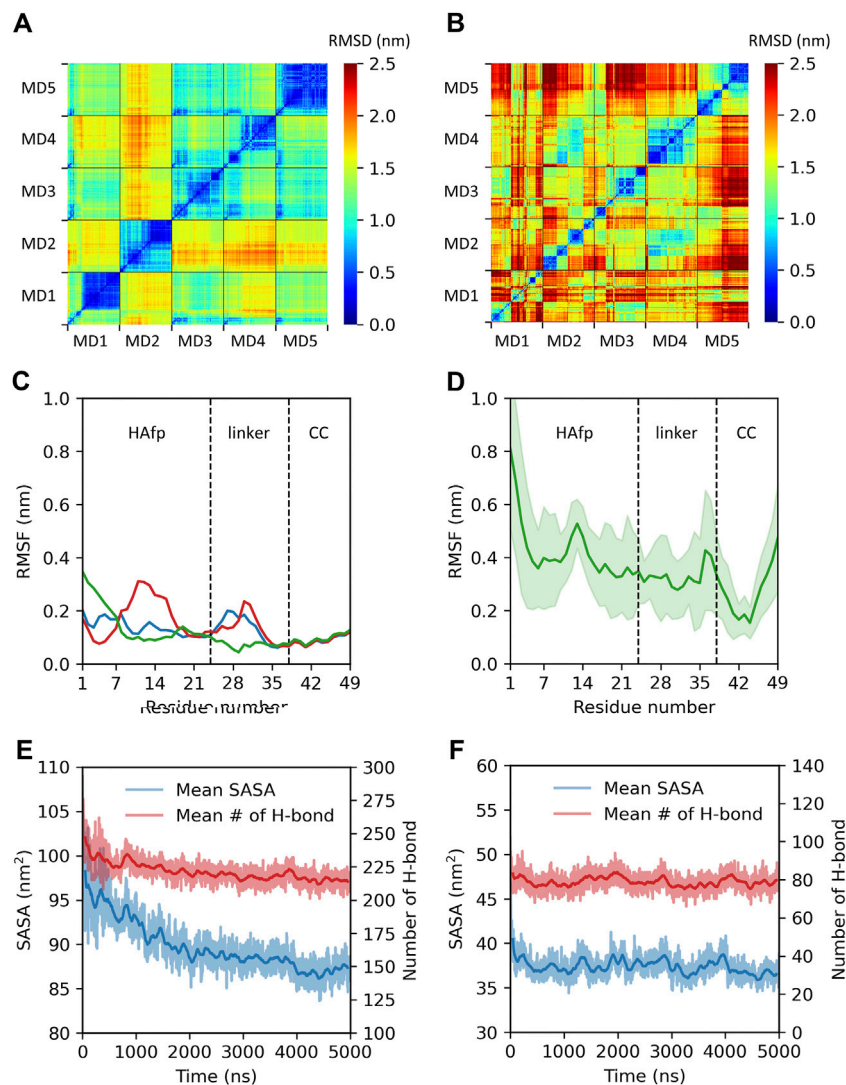 A
RMSD (nm)
B
RMSD (nm)
MD5
MD4
MD3
MD2
MD1
2.5
2.0
1.5
1.0
0.5
0.0
MD1 MD2 MD3 MD4 MD5
MD5
MD4
MD3
MD2
MD1
2.5
2.0
1.5
1.0
0.5
0.0
MD1 MD2 MD3 MD4 MD5
C
D
1.0
0.8
0.6
0.4
0.2
0.0
RMSF (nm)
HAfp linker CC
1 7 14 21 28 35 42 49
1.0
0.8
0.6
0.4
0.2
0.0
RMSF (nm)
HAfp linker CC
1 7 14 21 28 35 42 49
Residue number
E
F
110
105
100
95
90
85
80
SASA (nm²)
Mean SASA
Mean # of H-bond
300
275
250
225
200
175
150
125
100
Number of H-bond
0 1000 2000 3000 4000 5000
Time (ns)
60
55
50
45
40
35
30
SASA (nm²)
Mean SASA
Mean # of H-bond
140
120
100
80
60
40
20
0
Number of H-bond
0 1000 2000 3000 4000 5000
Time (ns)